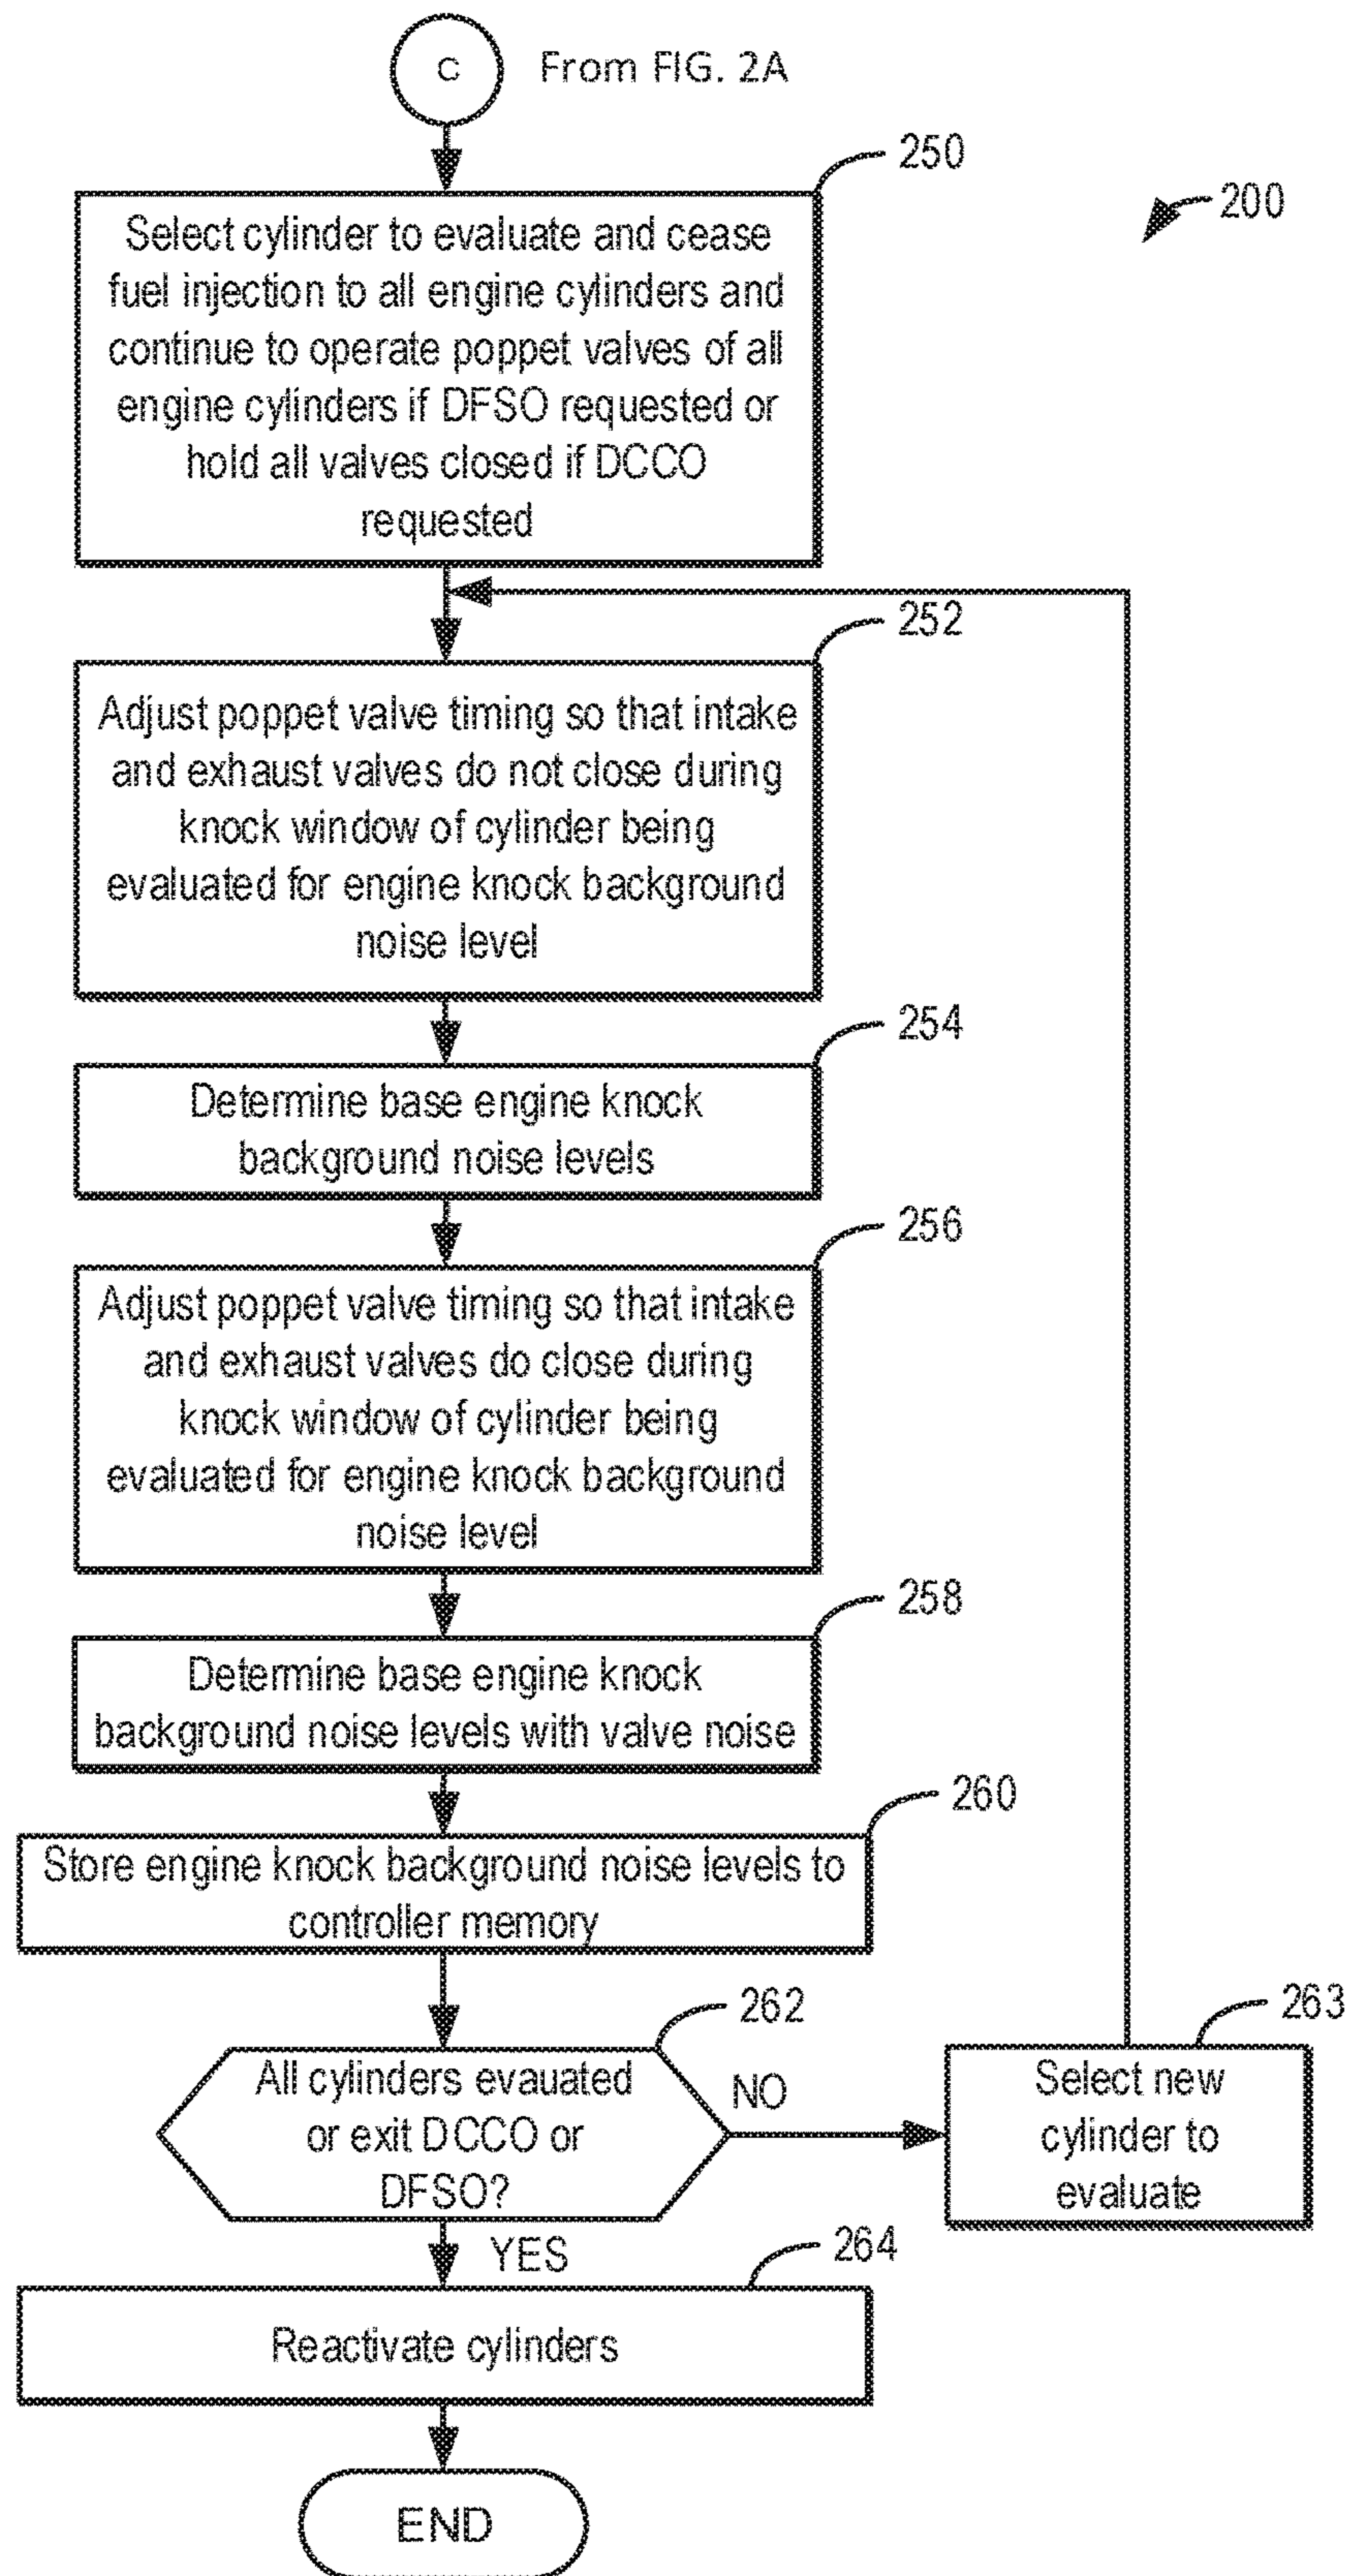 C
From FIG. 2A
250
200
Select cylinder to evaluate and cease
fuel injection to all engine cylinders and
continue to operate poppet valves of all
engine cylinders if DFSO requested or
hold all valves closed if DCCO
requested
252
Adjust poppet valve timing so that intake
and exhaust valves do not close during
knock window of cylinder being
evaluated for engine knock background
noise level
254
Determine base engine knock
background noise levels
256
Adjust poppet valve timing so that intake
and exhaust valves do close during
knock window of cylinder being
evaluated for engine knock background
noise level
258
Determine base engine knock
background noise levels with valve noise
260
Store engine knock background noise levels to
controller memory
262
All cylinders evauated
or exit DCCO or
DFSO?
NO
263
Select new
cylinder to
evaluate
YES
264
Reactivate cylinders
END